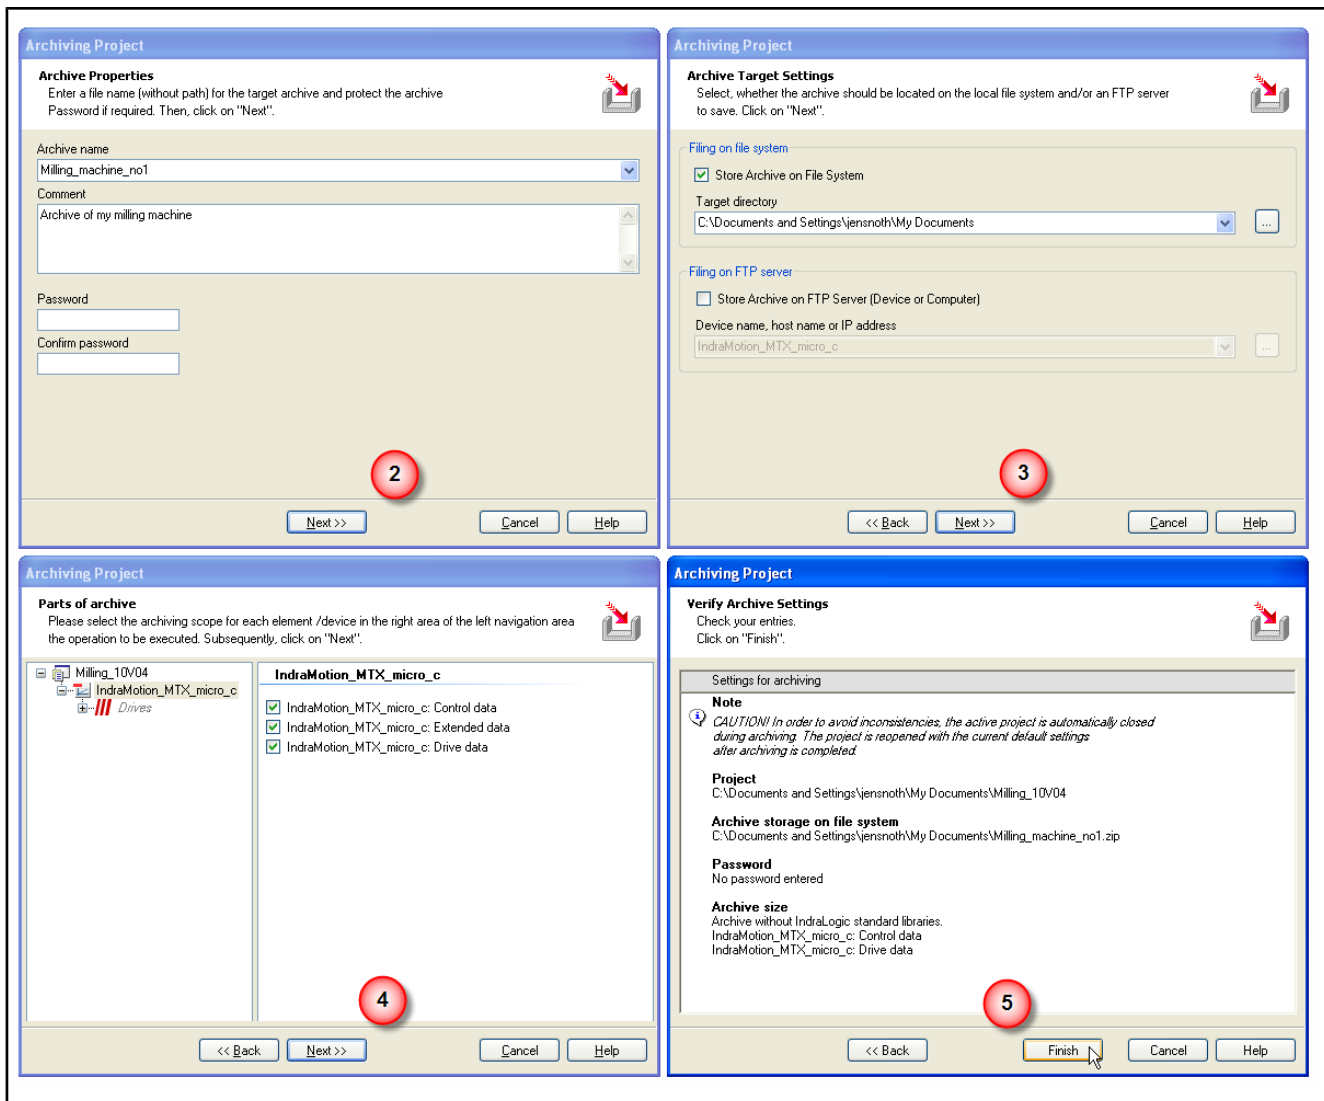 Archiving Project
Archive Properties
Enter a file name (without path) for the target archive and protect the archive
Password if required. Then, click on "Next".
Archive name
Milling_machine_no1
Comment
Archive of my milling machine
Password
Confirm password
2
Next >>
Cancel
Help
Archiving Project
Archive Target Settings
Select, whether the archive should be located on the local file system and/or an FTP server
to save. Click on "Next".
Filing on file system
Store Archive on File System
Target directory
C:\Documents and Settings\jensnoth\My Documents
...
Filing on FTP server
Store Archive on FTP Server (Device or Computer)
Device name, host name or IP address
IndraMotion_MTX_micro_c
...
3
<< Back
Next >>
Cancel
Help
Archiving Project
Parts of archive
Please select the archiving scope for each element /device in the right area of the left navigation area
the operation to be executed. Subsequently, click on "Next".
Milling_10V04
IndraMotion_MTX_micro_c
Drives
IndraMotion_MTX_micro_c
IndraMotion_MTX_micro_c: Control data
IndraMotion_MTX_micro_c: Extended data
IndraMotion_MTX_micro_c: Drive data
4
<< Back
Next >>
Cancel
Help
Archiving Project
Verify Archive Settings
Check your entries.
Click on "Finish".
Settings for archiving
Note
CAUTION! In order to avoid inconsistencies, the active project is automatically closed
during archiving. The project is reopened with the current default settings
after archiving is completed.
Project
C:\Documents and Settings\jensnoth\My Documents\Milling_10V04
Archive storage on file system
C:\Documents and Settings\jensnoth\My Documents\Milling_machine_no1.zip
Password
No password entered
Archive size
Archive without IndraLogic standard libraries.
IndraMotion_MTX_micro_c: Control data
IndraMotion_MTX_micro_c: Drive data
5
<< Back
Finish
Cancel
Help